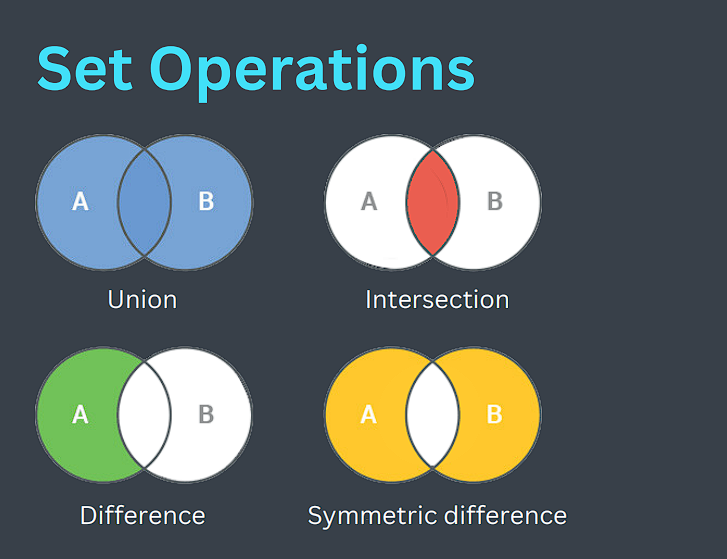 Set Operations
A B
A B
Union
Intersection
A B
A B
Difference
Symmetric difference